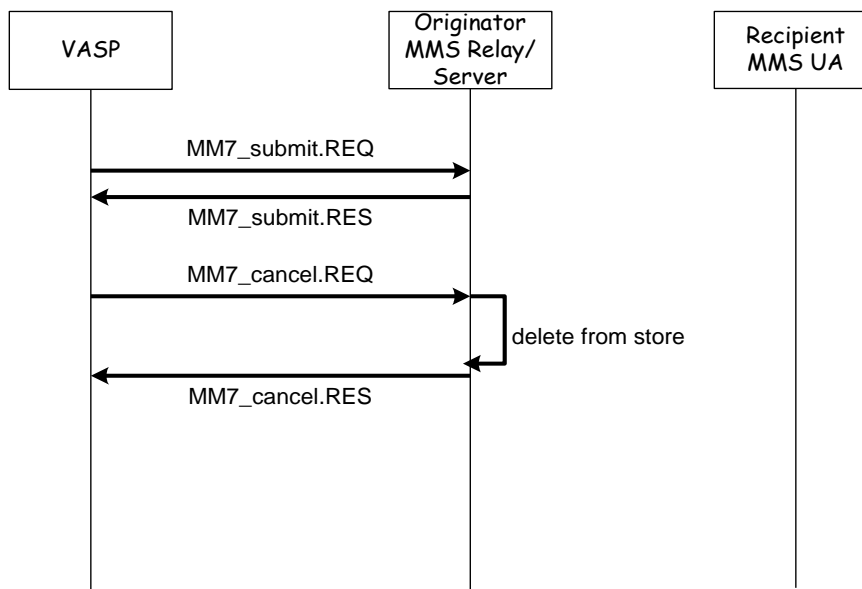 VASP
Originator
MMS Relay/
Server
Recipient
MMS UA
MM7_submit.REQ
MM7_submit.RES
MM7_cancel.REQ
delete from store
MM7_cancel.RES